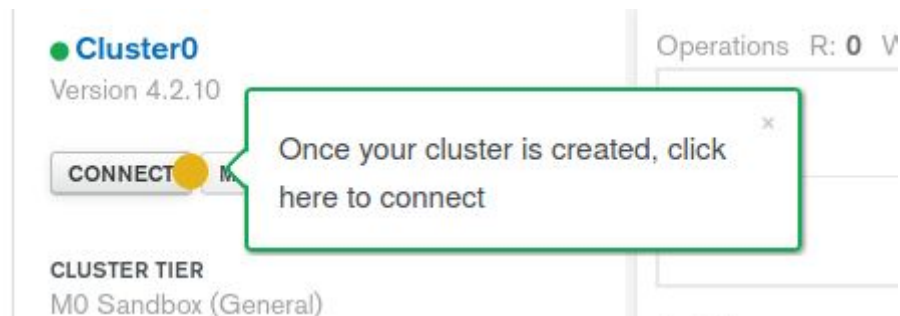 Cluster0
Operations R: 0
Version 4.2.10
Once your cluster is created, click
here to connect
×
CONNECT
CLUSTER TIER
M0 Sandbox (General)